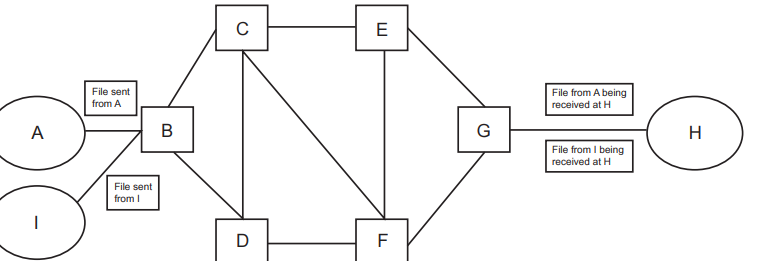 C
E
File sent
from A
File from A being
received at H
A
B
G
H
File from I being
received at H
File sent
from I
I
D
F